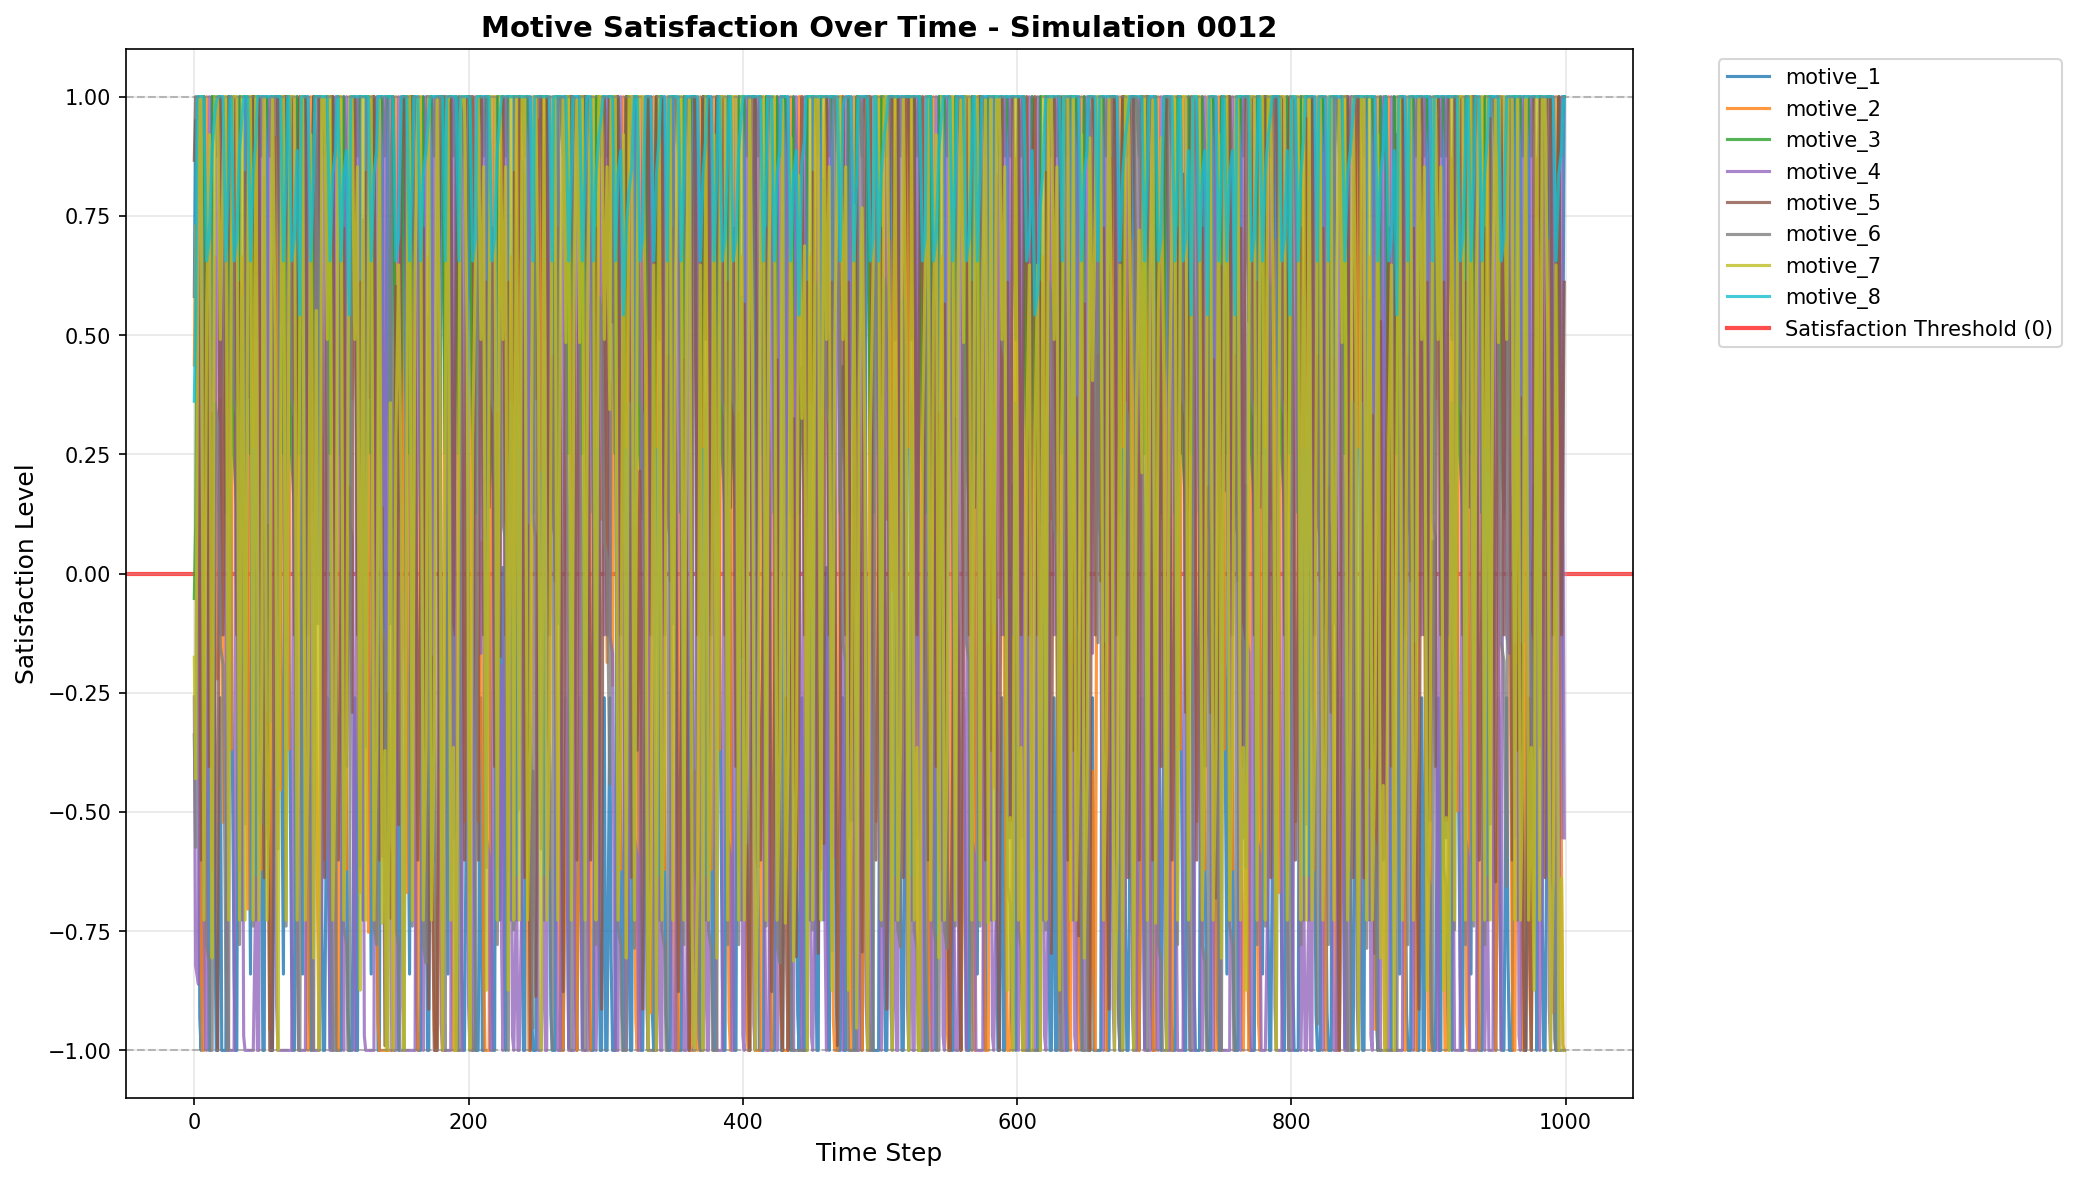 Motive Satisfaction Over Time - Simulation 0012
1.00
0.75
0.50
0.25
0.00
−0.25
−0.50
−0.75
−1.00
Satisfaction Level
0
200
400
600
800
1000
Time Step
motive_1
motive_2
motive_3
motive_4
motive_5
motive_6
motive_7
motive_8
Satisfaction Threshold (0)